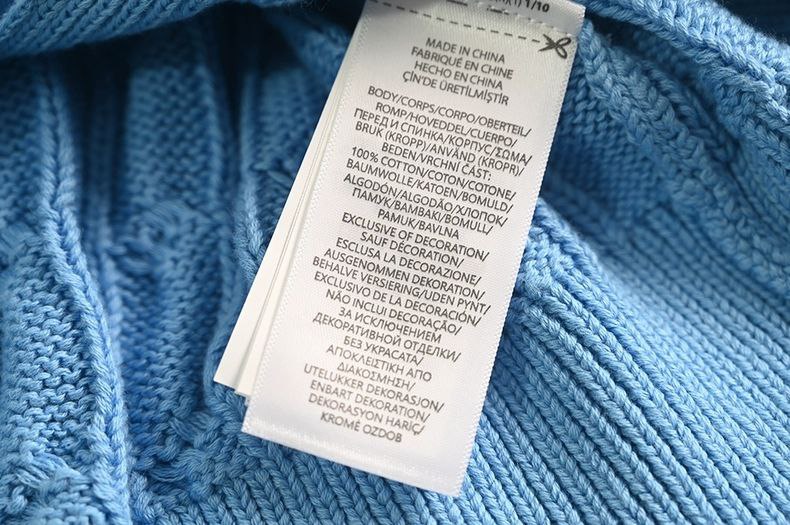 1/10
MADE IN CHINA
FABRIQUÉ EN CHINE
HECHO EN CHINA
ÇİN'DE ÜRETİLMİŞTİR
BODY/CORPS/CORPO/OBERTEIL/
ROMP/HOVEDDEL/CUERPO/
ПЕРЕД И СПИНКА/КОРПУС/ΣΩΜΑ/
BRUK (KROPP)/ANVÄND (KROPP)/
BEDEN/VRCHNÍ ČÁST:
100% COTTON/COTON/COTONE/
BAUMWOLLE/KATOEN/BOMULD/
ALGODÓN/ALGODÃO/ХЛОПОК/
ПАМУК/ΒΑΜΒΑΚΙ/BOMULL/
PAMUK/BAVLNA
EXCLUSIVE OF DECORATION/
SAUF DÉCORATION/
ESCLUSA LA DECORAZIONE/
AUSGENOMMEN DEKORATION/
BEHALVE VERSIERING/UDEN PYNT/
EXCLUSIVO DE LA DECORACIÓN/
NÃO INCLUI DECORAÇÃO/
ЗА ИСКЛЮЧЕНИЕМ
ДЕКОРАТИВНОЙ ОТДЕЛКИ/
БЕЗ УКРАСАТА/
ΑΠΟΚΛΕΙΣΤΙΚΗ ΑΠΟ
ΔΙΑΚΟΣΜΗΣΗ/
UTELUKKER DEKORASJON/
ENBART DEKORATION/
DEKORASYON HARİÇ/
KROMĚ OZDOB